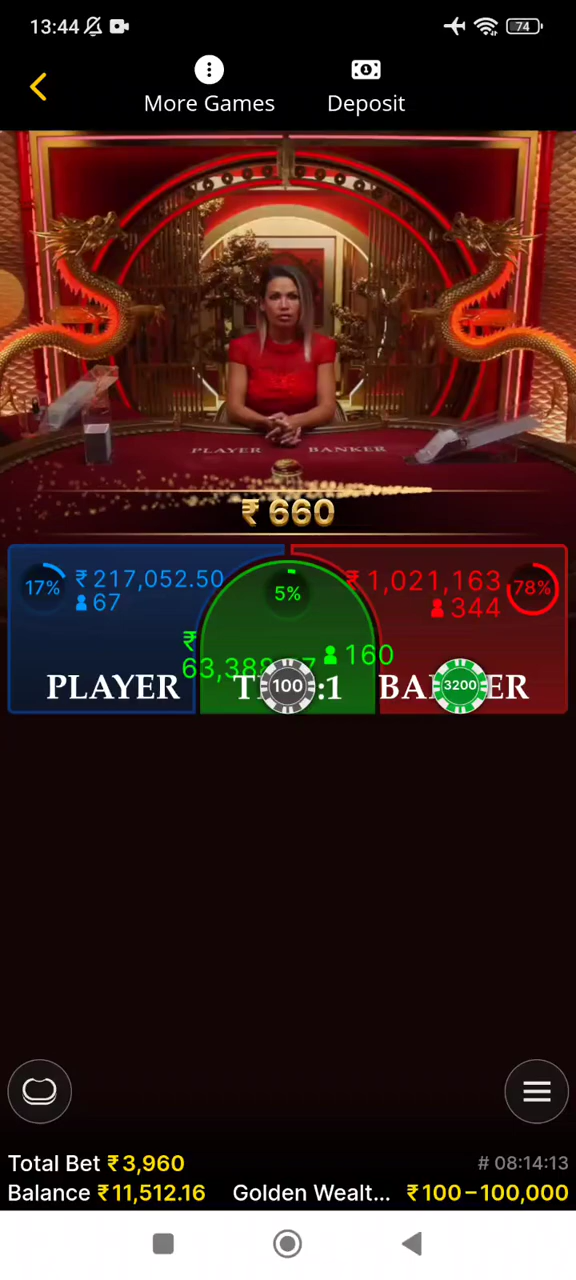 13:44
74
More Games
Deposit
PLAYER BANKER
₹ 660
17%
₹ 217,052.50
67
5%
₹
160
₹ 1,021,163
344
78%
PLAYER
100
:1
3200
Total Bet ₹3,960
# 08:14:13
Balance ₹11,512.16
Golden Wealt...
₹100–100,000